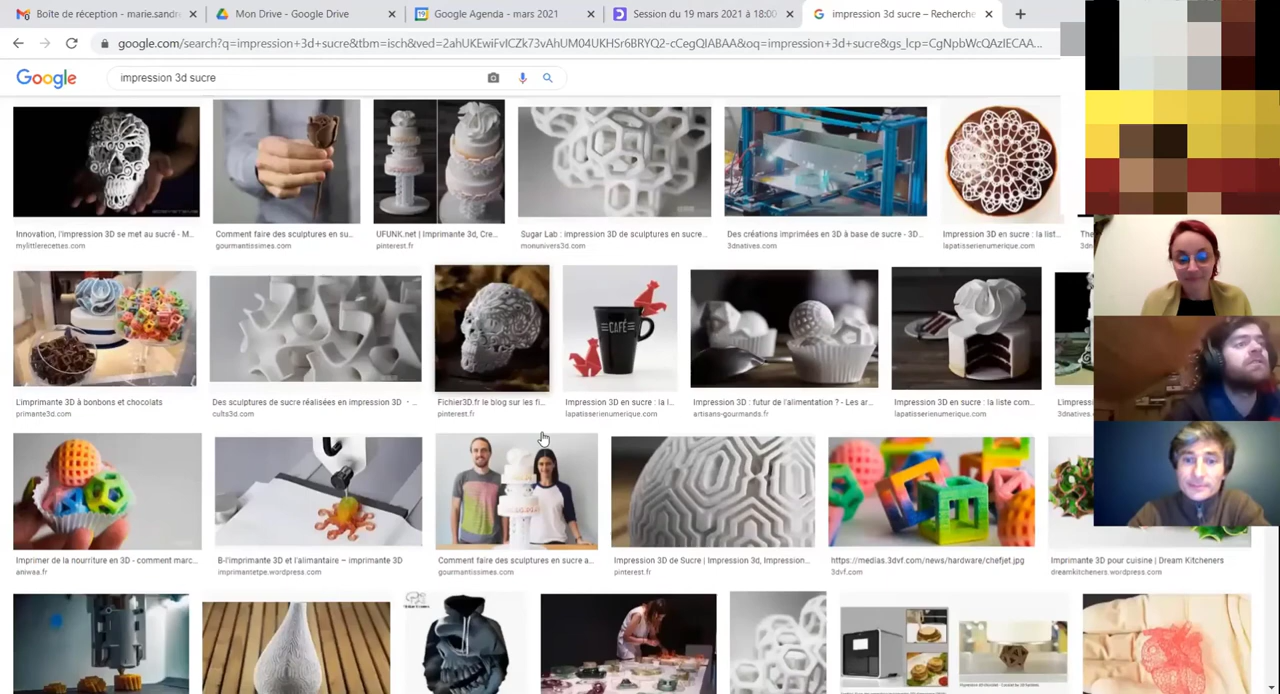 Boîte de réception - marie.sandr
Mon Drive - Google Drive
Google Agenda - mars 2021
Session du 19 mars 2021 à 18:00
impression 3d sucre – Recherche
google.com/search?q=impression+3d+sucre&tbm=isch&ved=2ahUKEwiFvICZk73vAhUM04UKHSr6BRYQ2-cCegQIABAA&oq=impression+3d+sucre&gs_lcp=CgNpbWcQAzIECAA...
Google
impression 3d sucre
Innovation, l'impression 3D se met au sucré - M...
mylittlerecettes.com
Comment faire des sculptures en su...
gourmantissimes.com
UFUNK.net | Imprimante 3d, Cre...
pinterest.fr
Sugar Lab : impression 3D de sculptures en sucre...
monunivers3d.com
Des créations imprimées en 3D à base de sucre - 3D...
3dnatives.com
Impression 3D en sucre : la list...
lapatisserienumerique.com
The
3dn
CAFÉ
L'imprimante 3D à bonbons et chocolats
primante3d.com
Des sculptures de sucre réalisées en impression 3D · ...
cults3d.com
Fichier3D.fr le blog sur les fi...
pinterest.fr
Impression 3D en sucre : la l...
lapatisserienumerique.com
Impression 3D : futur de l'alimentation ? - Les ar...
artisans-gourmands.fr
Impression 3D en sucre : la liste com...
lapatisserienumerique.com
L'impres
3dnatives
Imprimer de la nourriture en 3D - comment marc...
aniwaa.fr
B-l'imprimante 3D et l'alimentaire – imprimante 3D
imprimantetpe.wordpress.com
Comment faire des sculptures en sucre a...
gourmantissimes.com
Impression 3D de Sucre | Impression 3d, Impression...
pinterest.fr
https://medias.3dvf.com/news/hardware/chefjet.jpg
3dvf.com
Imprimante 3D pour cuisine | Dream Kitcheners
dreamkitcheners.wordpress.com